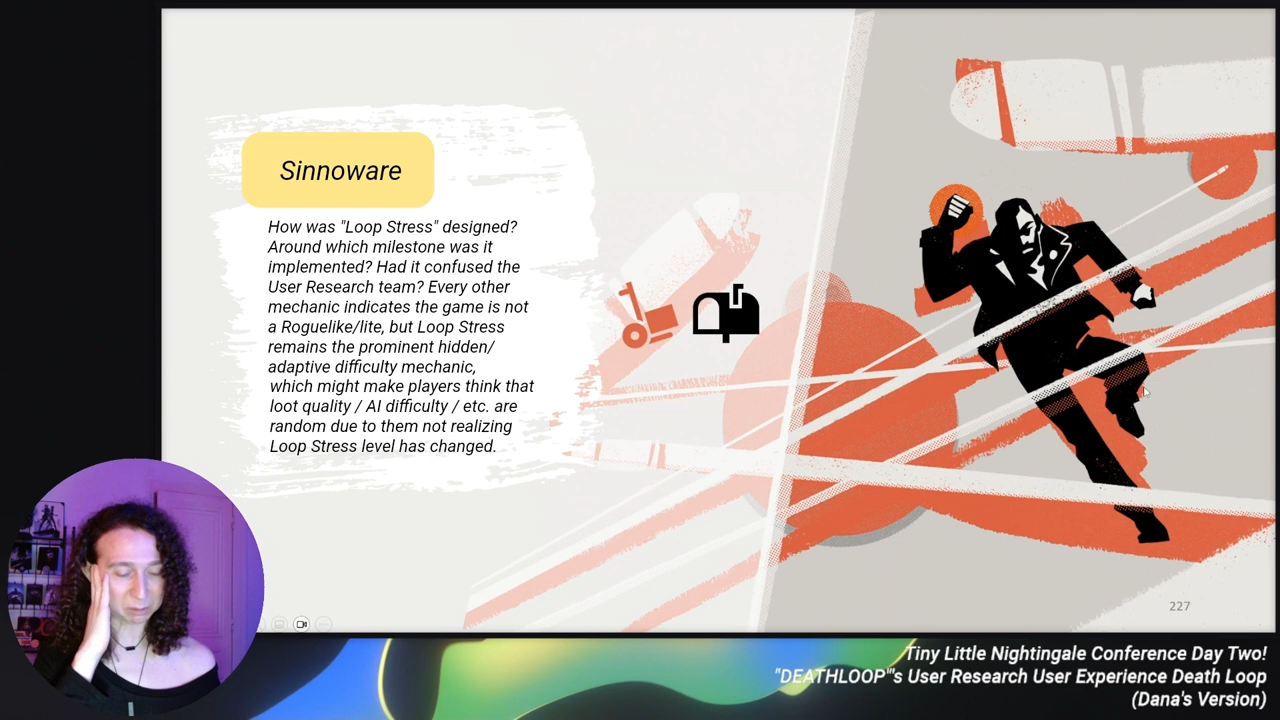 Sinnoware
How was "Loop Stress" designed?
Around which milestone was it
implemented? Had it confused the
User Research team? Every other
mechanic indicates the game is not
a Roguelike/lite, but Loop Stress
remains the prominent hidden/
adaptive difficulty mechanic,
which might make players think that
loot quality / AI difficulty / etc. are
random due to them not realizing
Loop Stress level has changed.
227
Tiny Little Nightingale Conference Day Two!
"DEATHLOOP"'s User Research User Experience Death Loop
(Dana's Version)